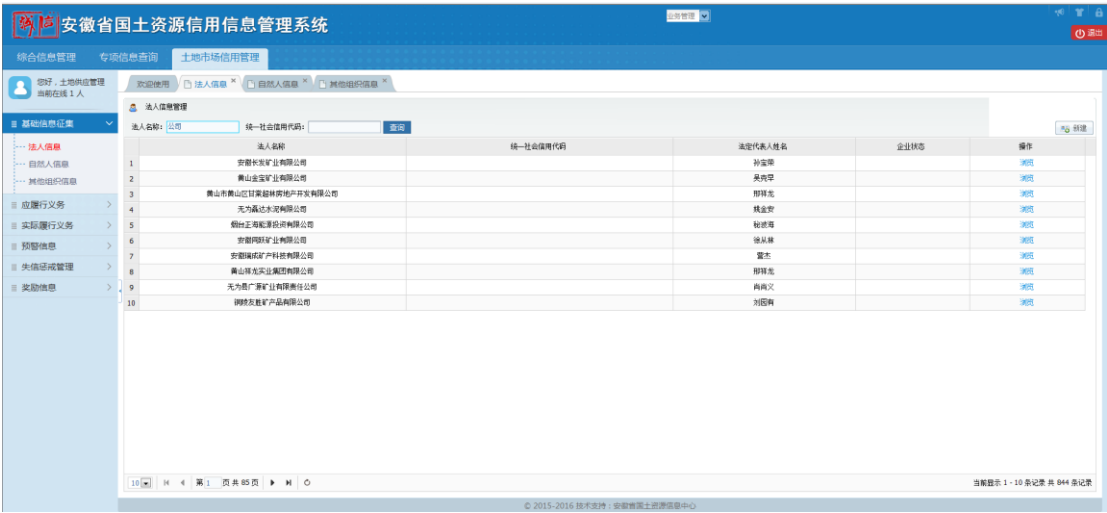 诚信 安徽省国土资源信用信息管理系统
业务管理
退出
综合信息管理 专项信息查询 土地市场信用管理
您好，土地供应管理
当前在线 1 人
欢迎使用 法人信息 自然人信息 其他组织信息
法人信息管理
基础信息征集
法人名称: 公司 统一社会信用代码: 查询 新建
法人信息
自然人信息
其他组织信息
应履行义务
实际履行义务
预警信息
失信惩戒管理
奖励信息
法人名称 统一社会信用代码 法定代表人姓名 企业状态 操作
1 安徽长发矿业有限公司 孙宝荣 浏览
2 黄山金宝矿业有限公司 吴克早 浏览
3 黄山市黄山区甘棠超林房地产开发有限公司 邢祥龙 浏览
4 无为磊达水泥有限公司 姚金安 浏览
5 烟台正海能源投资有限公司 秘波海 浏览
6 安徽同跃矿业有限公司 徐从林 浏览
7 安徽瑞成矿产科技有限公司 营杰 浏览
8 黄山祥龙实业集团有限公司 邢祥龙 浏览
9 无为县广源矿业有限责任公司 肖尚义 浏览
10 铜陵友胜矿产品有限公司 刘园有 浏览
10 第 1 页 共 85 页 当前显示 1 - 10 条记录 共 844 条记录
© 2015-2016 技术支持：安徽省国土资源信息中心